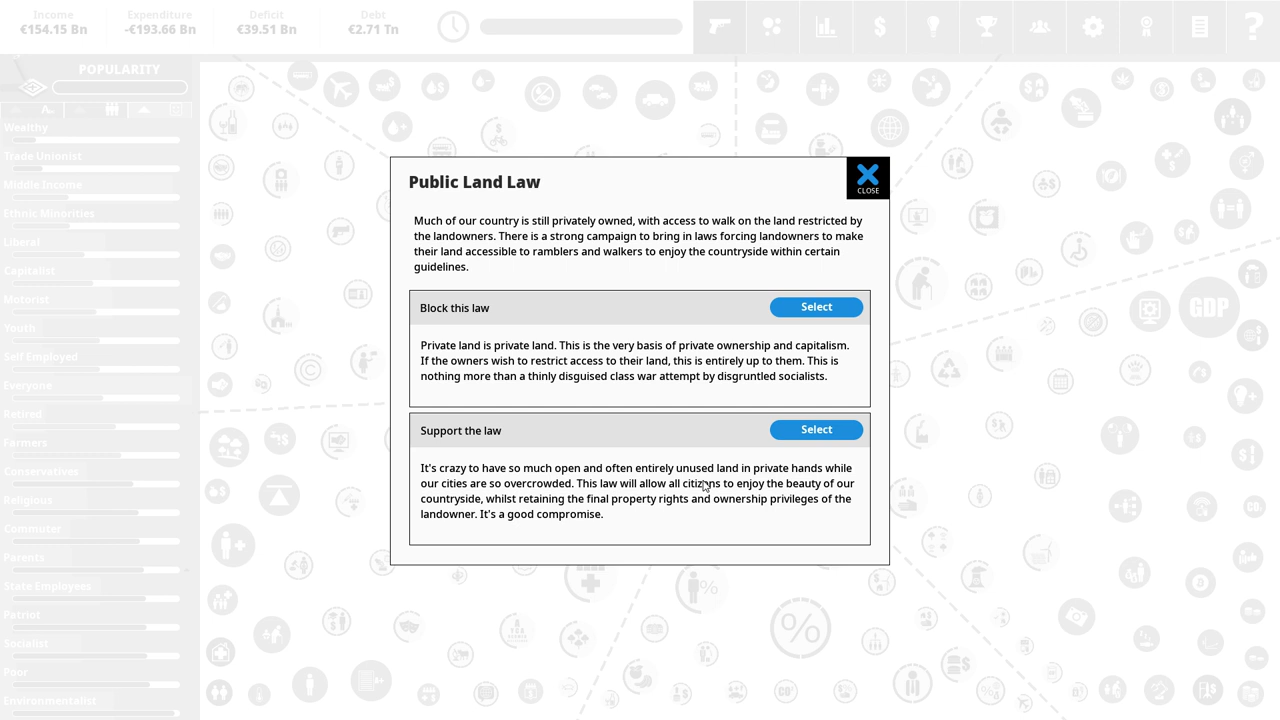 Income Expenditure Deficit Debt
€154.15 Bn -€193.66 Bn €39.51 Bn €2.71 Tn
POPULARITY
Wealthy
Trade Unionist
Middle Income
Ethnic Minorities
Liberal
Capitalist
Motorist
Youth
Self Employed
Everyone
Retired
Farmers
Conservatives
Religious
Commuter
Parents
State Employees
Patriot
Socialist
Poor
Environmentalist
Public Land Law
CLOSE
Much of our country is still privately owned, with access to walk on the land restricted by
the landowners. There is a strong campaign to bring in laws forcing landowners to make
their land accessible to ramblers and walkers to enjoy the countryside within certain
guidelines.
Block this law Select
Private land is private land. This is the very basis of private ownership and capitalism.
If the owners wish to restrict access to their land, this is entirely up to them. This is
nothing more than a thinly disguised class war attempt by disgruntled socialists.
Support the law Select
It's crazy to have so much open and often entirely unused land in private hands while
our cities are so overcrowded. This law will allow all citizens to enjoy the beauty of our
countryside, whilst retaining the final property rights and ownership privileges of the
landowner. It's a good compromise.
GDP